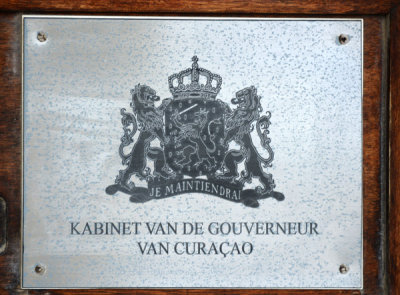 JE MAINTIENDRAI
KABINET VAN DE GOUVERNEUR
VAN CURAÇAO